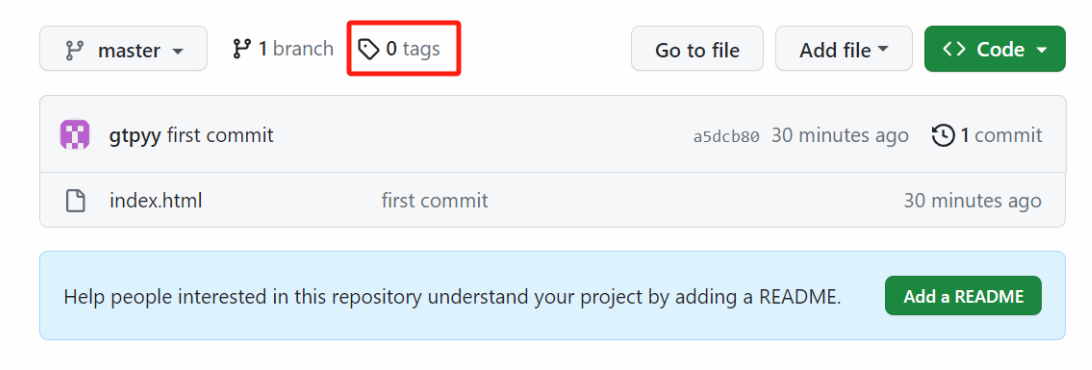 master 1 branch 0 tags Go to file Add file Code
gtpyy first commit a5dcb80 30 minutes ago 1 commit
index.html first commit 30 minutes ago
Help people interested in this repository understand your project by adding a README. Add a README